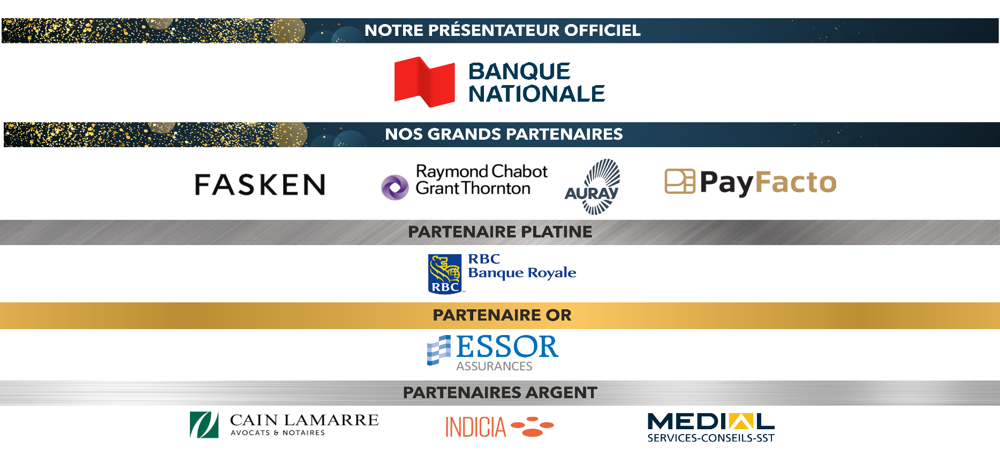 NOTRE PRÉSENTATEUR OFFICIEL
BANQUE
NATIONALE
NOS GRANDS PARTENAIRES
FASKEN
Raymond Chabot
Grant Thornton
AURAY
PayFacto
PARTENAIRE PLATINE
RBC
Banque Royale
RBC
PARTENAIRE OR
ESSOR
ASSURANCES
PARTENAIRES ARGENT
CAIN LAMARRE
AVOCATS & NOTAIRES
INDICIA
MEDIAL
SERVICES-CONSEILS-SST